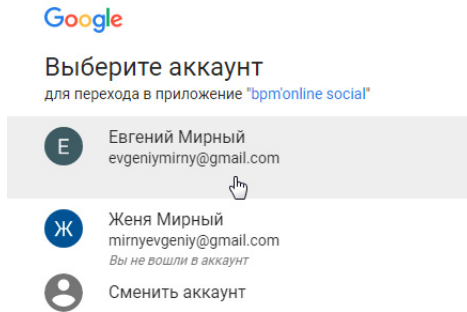 Google
Выберите аккаунт
для перехода в приложение "bpm'online social"
Е
Евгений Мирный
evgeniymirny@gmail.com
Ж
Женя Мирный
mirnyevgeniy@gmail.com
Вы не вошли в аккаунт
Сменить аккаунт